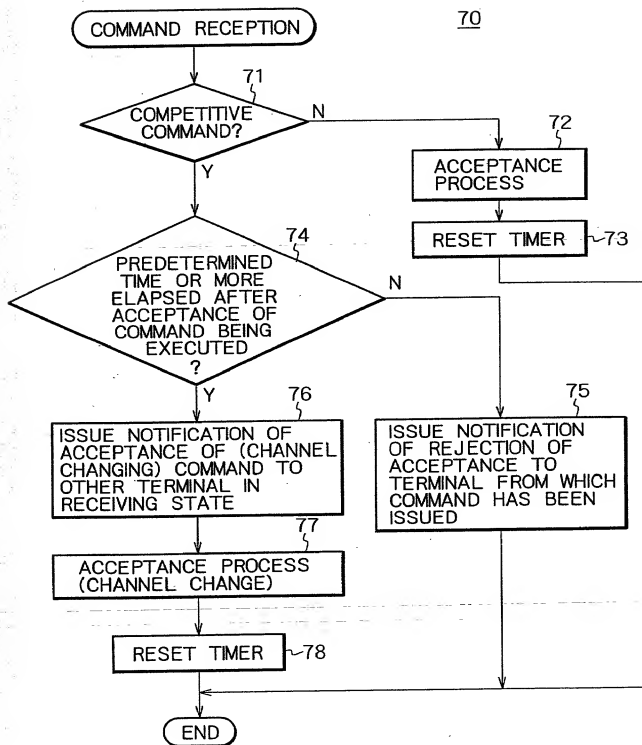 COMMAND RECEPTION
70
71
COMPETITIVE
COMMAND?
N
Y
72
ACCEPTANCE
PROCESS
RESET TIMER
73
74
PREDETERMINED
TIME OR MORE
ELAPSED AFTER
ACCEPTANCE OF
COMMAND BEING
EXECUTED
?
N
Y
76
ISSUE NOTIFICATION OF
ACCEPTANCE OF (CHANNEL
CHANGING) COMMAND TO
OTHER TERMINAL IN
RECEIVING STATE
75
ISSUE NOTIFICATION
OF REJECTION OF
ACCEPTANCE TO
TERMINAL FROM WHICH
COMMAND HAS BEEN
ISSUED
77
ACCEPTANCE PROCESS
(CHANNEL CHANGE)
RESET TIMER
78
END